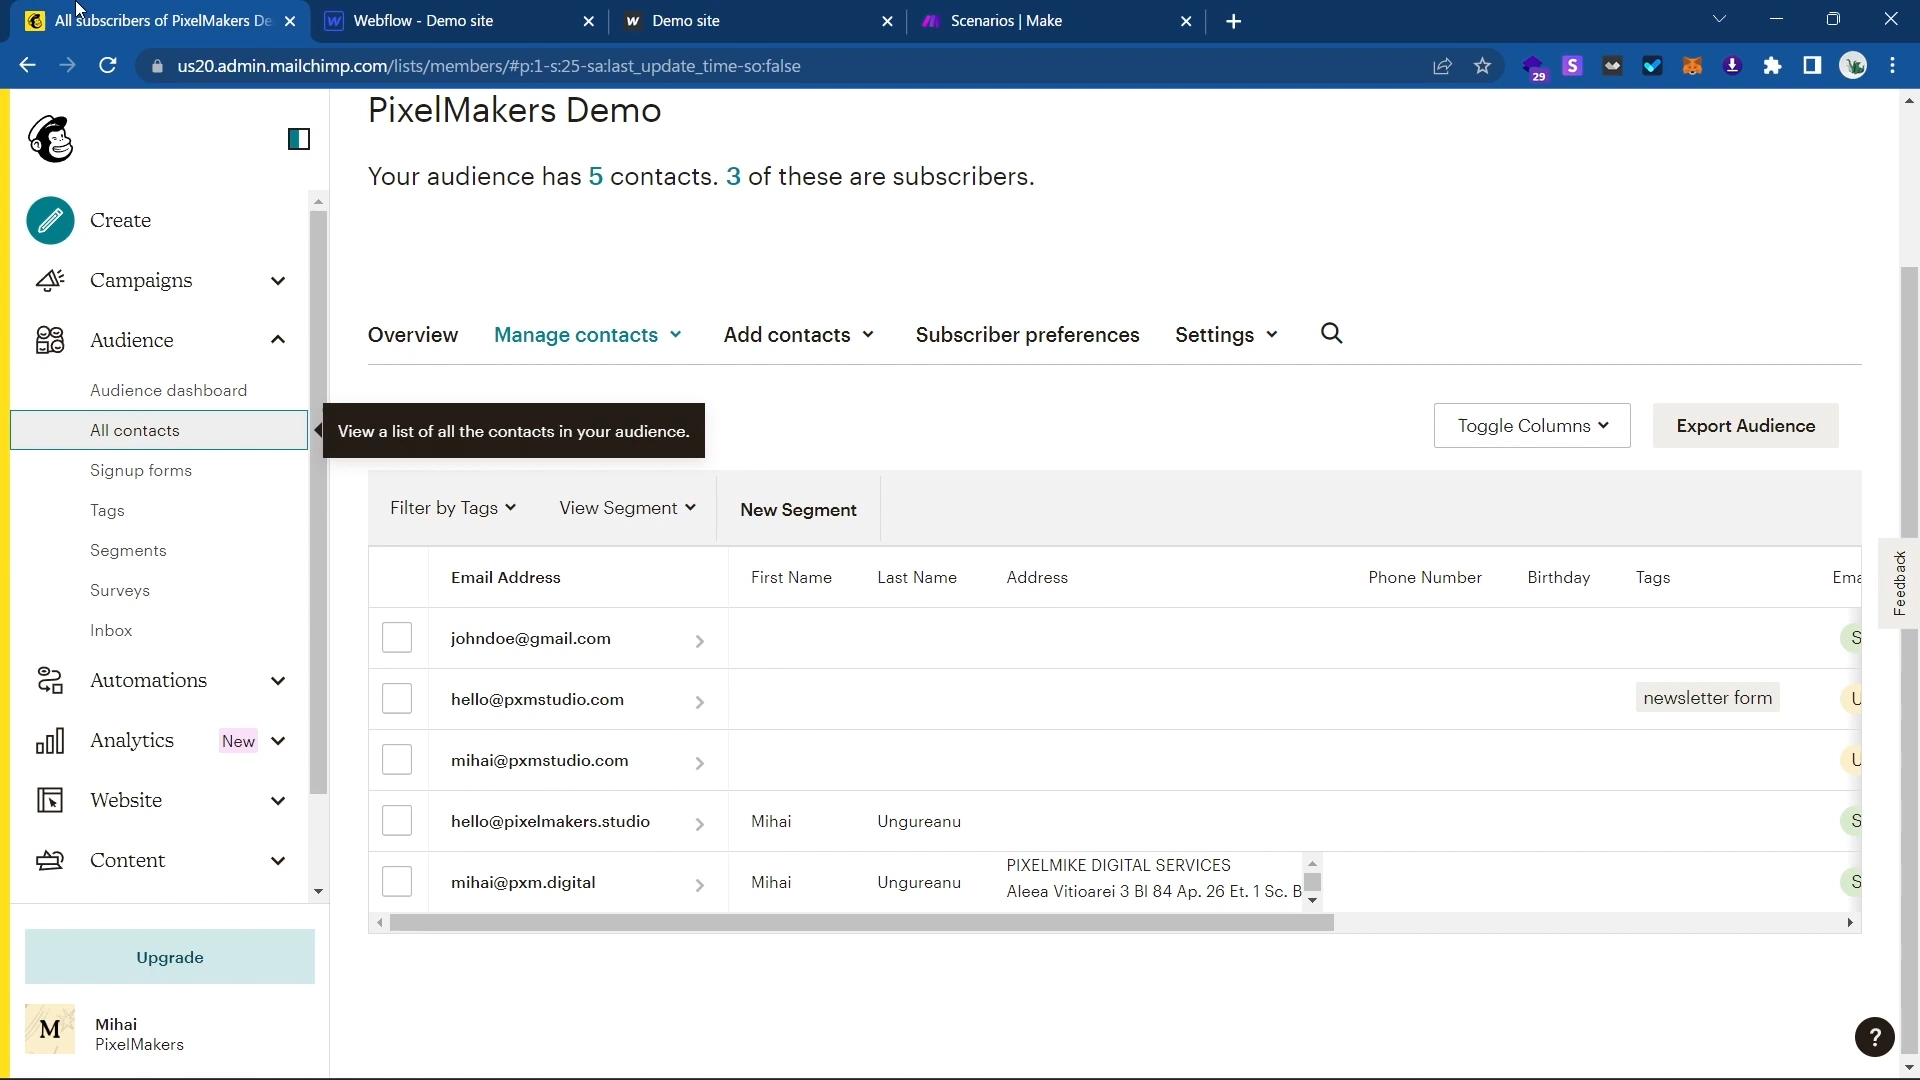 All subscribers of PixelMakers De
Webflow - Demo site
Demo site
Scenarios | Make
us20.admin.mailchimp.com/lists/members/#p:1-s:25-sa:last_update_time-so:false
29
S
PixelMakers Demo
Your audience has 5 contacts. 3 of these are subscribers.
Create
Campaigns
Audience
Audience dashboard
All contacts
Signup forms
Tags
Segments
Surveys
Inbox
Automations
Analytics New
Website
Content
Upgrade
M
Mihai
PixelMakers
Overview Manage contacts Add contacts Subscriber preferences Settings
View a list of all the contacts in your audience.
Toggle Columns Export Audience
Filter by Tags View Segment New Segment
Email Address First Name Last Name Address Phone Number Birthday Tags Ema
johndoe@gmail.com S
hello@pxmstudio.com newsletter form U
mihai@pxmstudio.com U
hello@pixelmakers.studio Mihai Ungureanu S
mihai@pxm.digital Mihai Ungureanu PIXELMIKE DIGITAL SERVICES S
Aleea Vitioarei 3 Bl 84 Ap. 26 Et. 1 Sc. B
Feedback
?